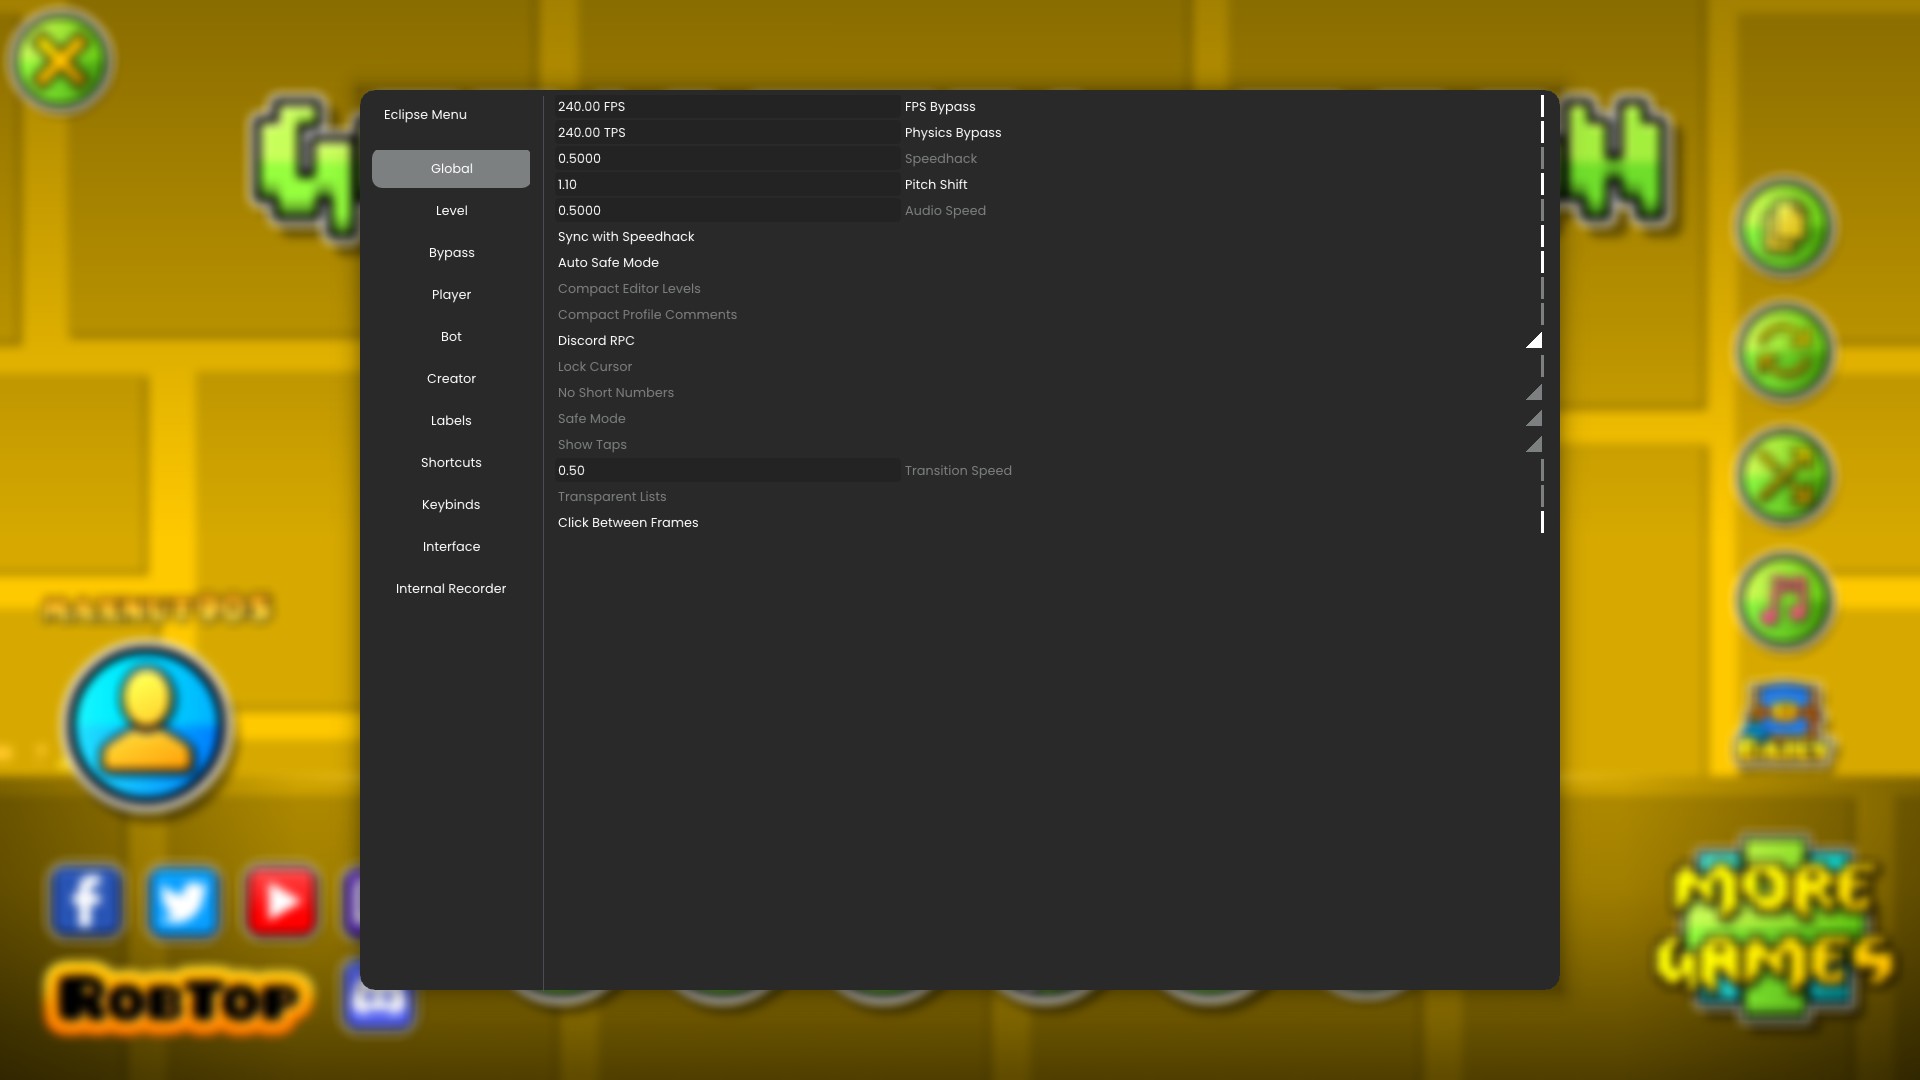 Eclipse Menu
Global
Level
Bypass
Player
Bot
Creator
Labels
Shortcuts
Keybinds
Interface
Internal Recorder
240.00 FPS FPS Bypass
240.00 TPS Physics Bypass
0.5000 Speedhack
1.10 Pitch Shift
0.5000 Audio Speed
Sync with Speedhack
Auto Safe Mode
Compact Editor Levels
Compact Profile Comments
Discord RPC
Lock Cursor
No Short Numbers
Safe Mode
Show Taps
0.50 Transition Speed
Transparent Lists
Click Between Frames
ROBTOP
MORE
GAMES